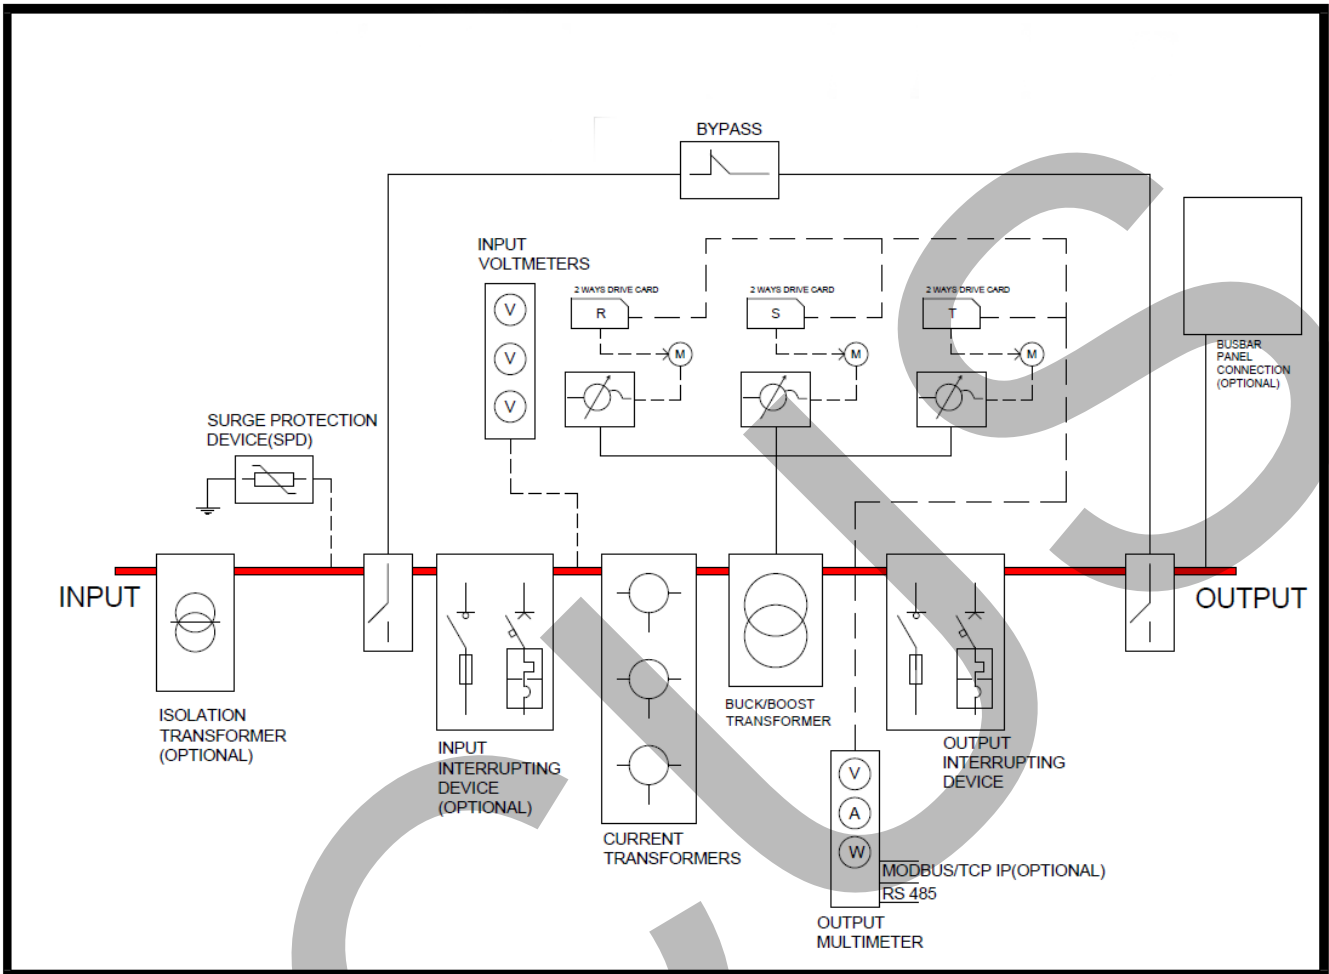 BYPASS
INPUT
VOLTMETERS
2 WAYS DRIVE CARD
2 WAYS DRIVE CARD
2 WAYS DRIVE CARD
R
S
T
V
V
V
M
M
M
BUSBAR
PANEL
CONNECTION
(OPTIONAL)
SURGE PROTECTION
DEVICE(SPD)
INPUT
OUTPUT
ISOLATION
TRANSFORMER
(OPTIONAL)
INPUT
INTERRUPTING
DEVICE
(OPTIONAL)
CURRENT
TRANSFORMERS
BUCK/BOOST
TRANSFORMER
OUTPUT
INTERRUPTING
DEVICE
V
A
W
MODBUS/TCP IP(OPTIONAL)
RS 485
OUTPUT
MULTIMETER